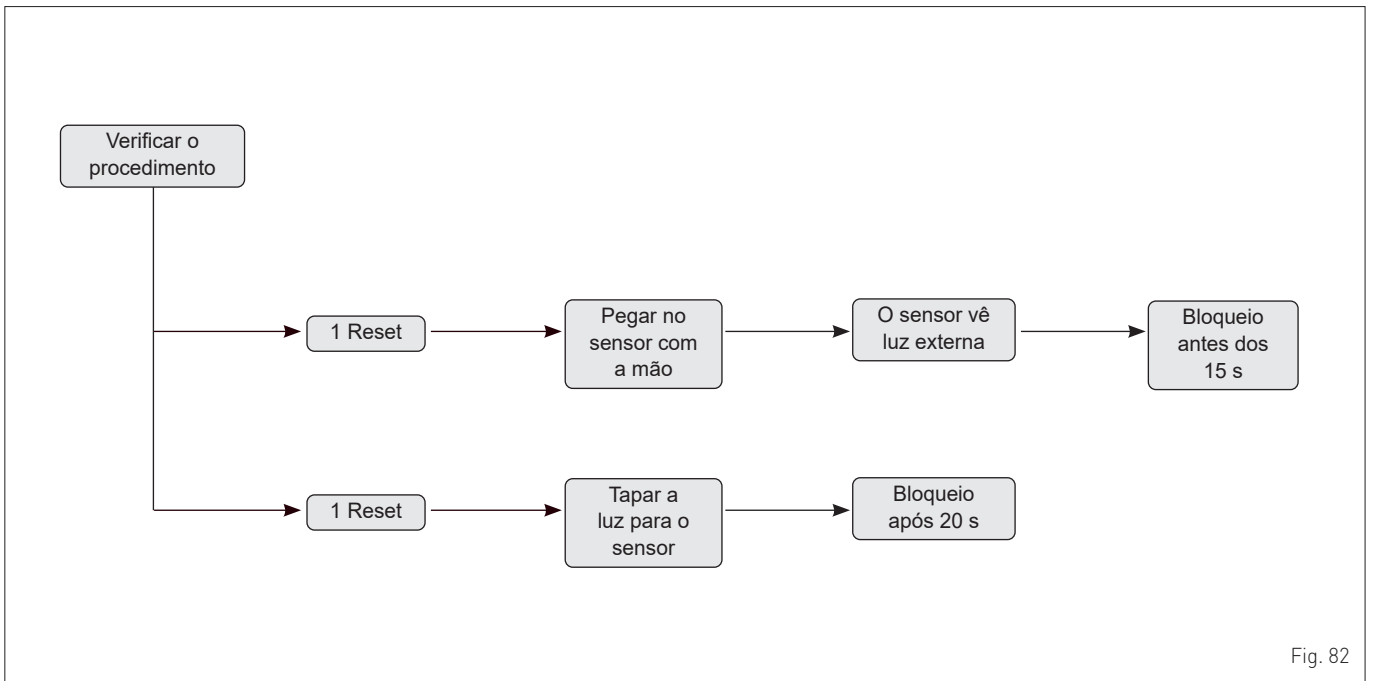 Verificar o
procedimento
1 Reset
Pegar no
sensor com
a mão
O sensor vê
luz externa
Bloqueio
antes dos
15 s
1 Reset
Tapar a
luz para o
sensor
Bloqueio
após 20 s
Fig. 82